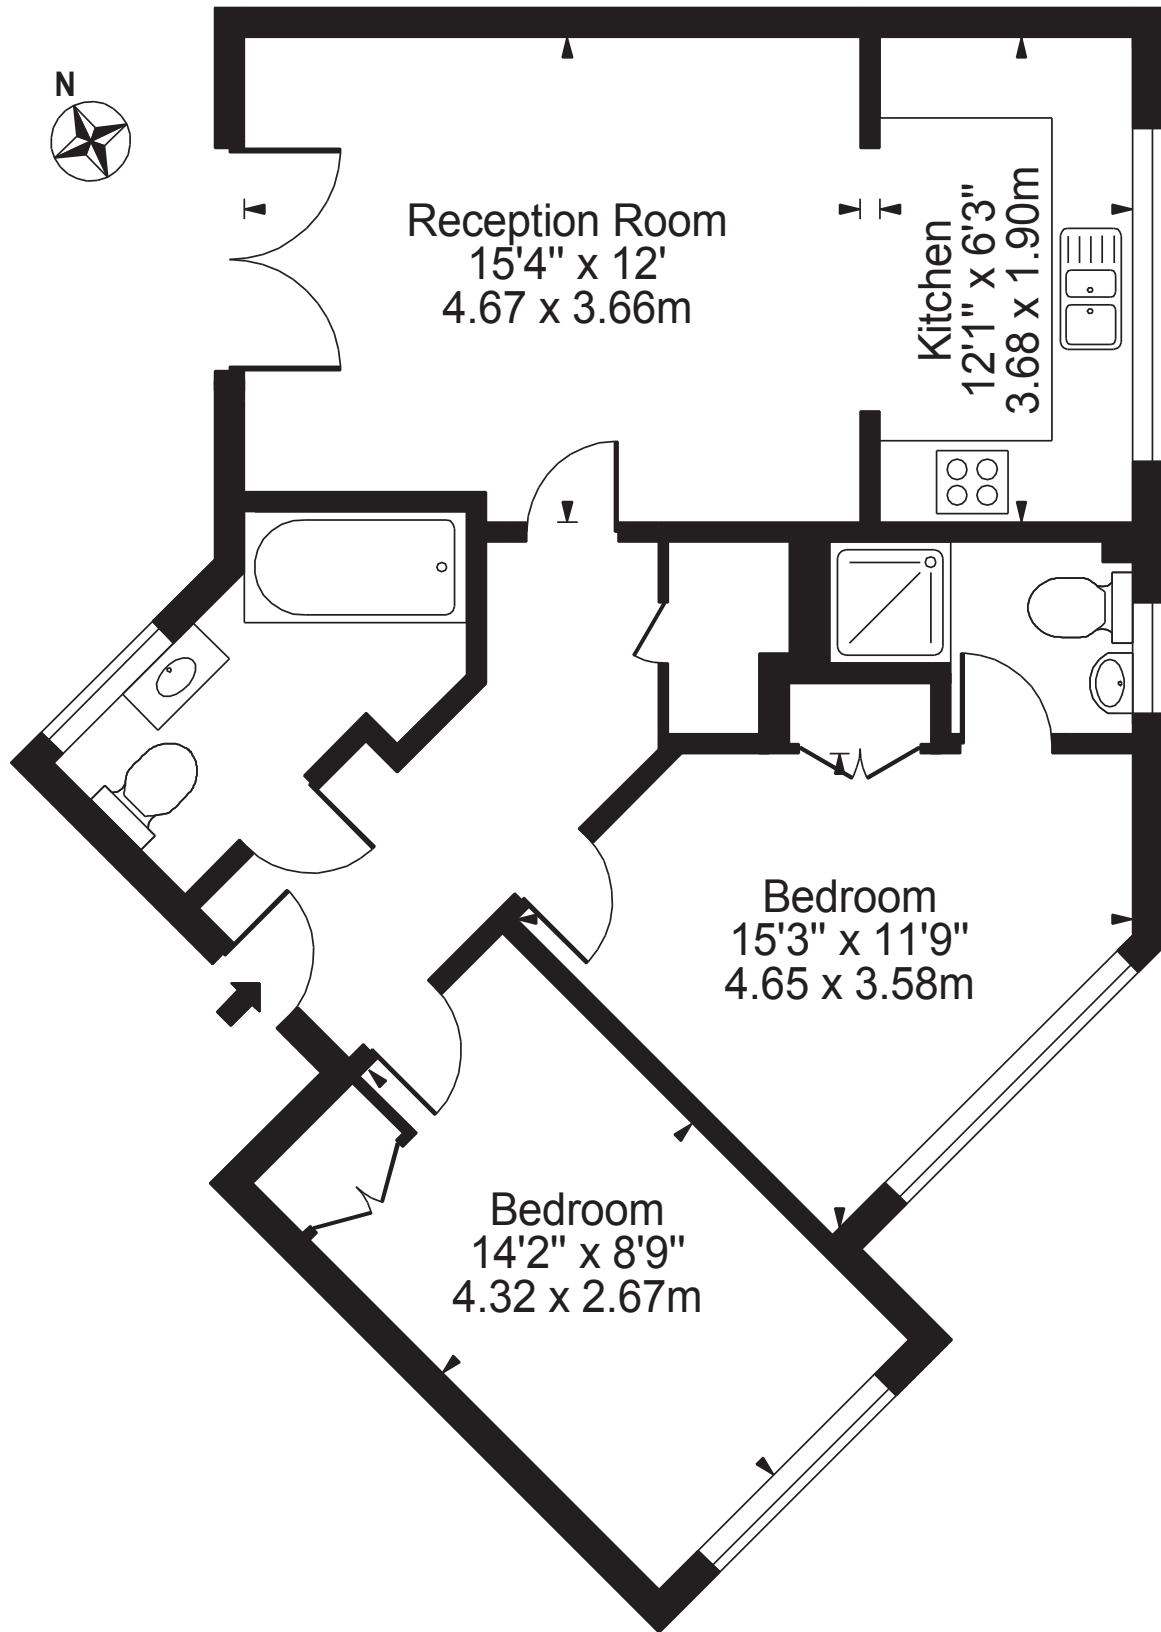 N
Reception Room
15'4" x 12'
4.67 x 3.66m
Kitchen
12'1" x 6'3"
3.68 x 1.90m
Bedroom
15'3" x 11'9"
4.65 x 3.58m
Bedroom
14'2" x 8'9"
4.32 x 2.67m